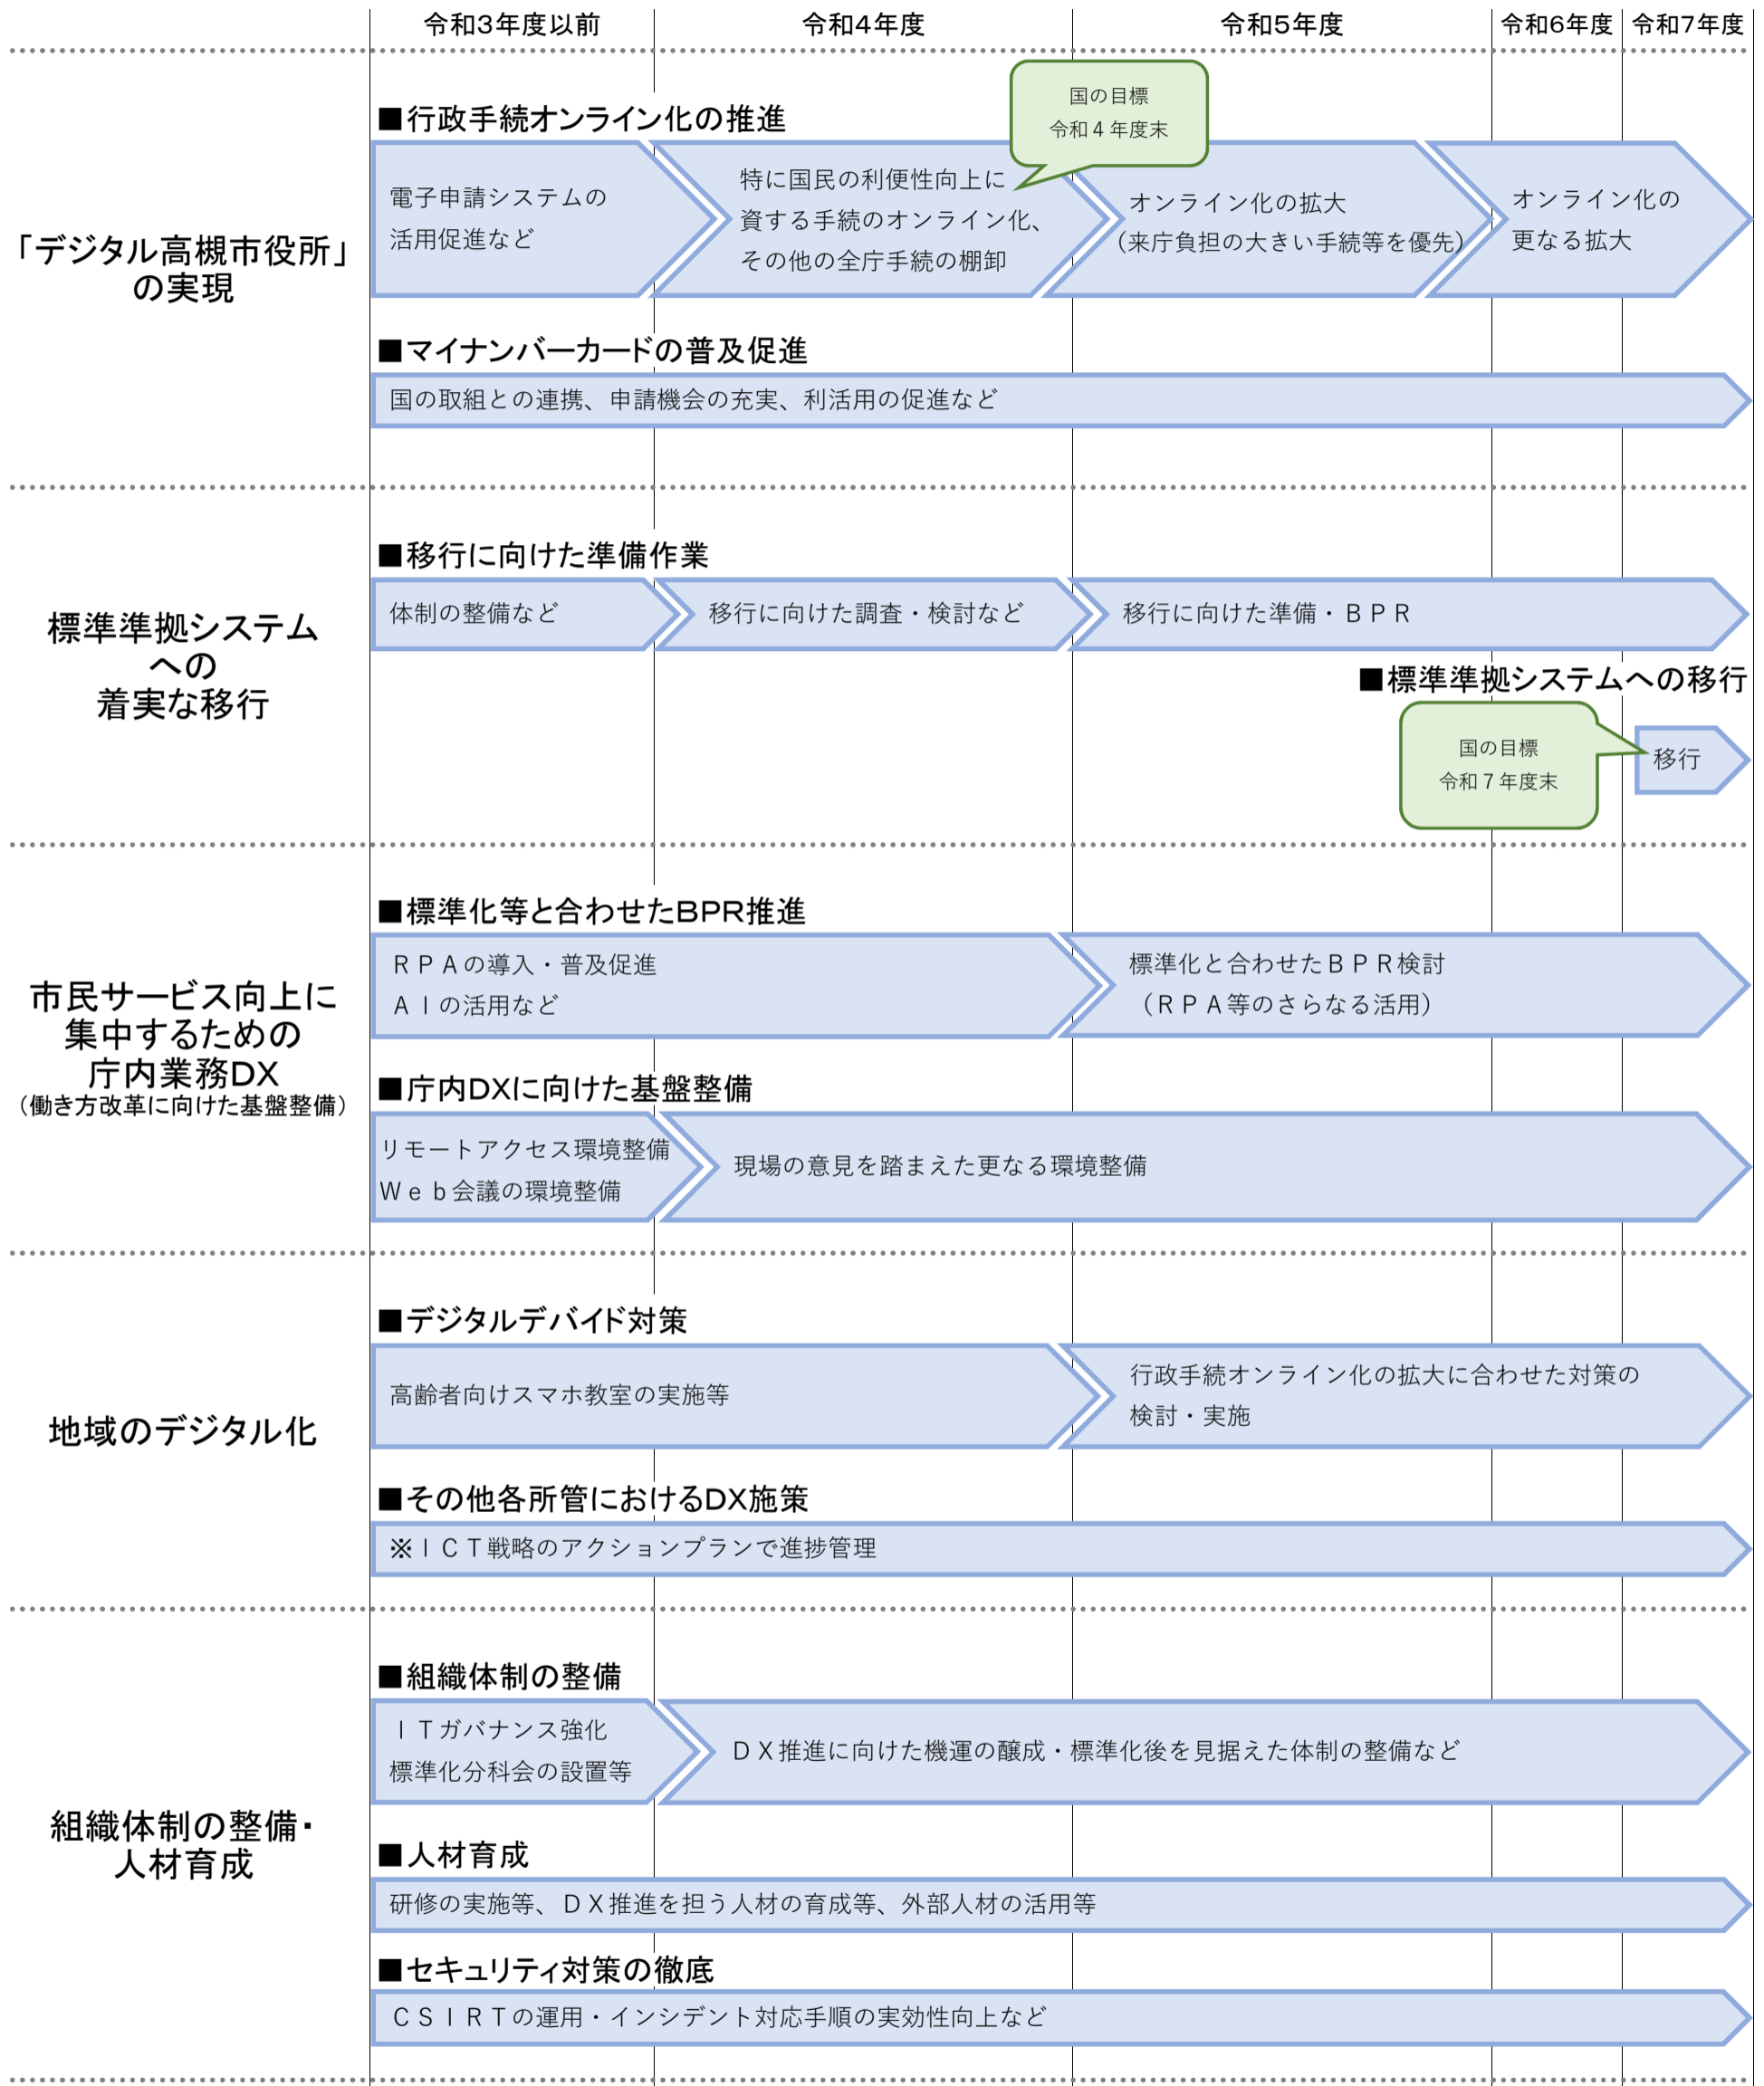 令和3年度以前
令和4年度
令和5年度
令和6年度
令和7年度
「デジタル高槻市役所」
の実現
■行政手続オンライン化の推進
国の目標
令和４年度末
電子申請システムの
活用促進など
特に国民の利便性向上に
資する手続のオンライン化、
その他の全庁手続の棚卸
オンライン化の拡大
（来庁負担の大きい手続等を優先）
オンライン化の
更なる拡大
■マイナンバーカードの普及促進
国の取組との連携、申請機会の充実、利活用の促進など
標準準拠システム
への
着実な移行
■移行に向けた準備作業
体制の整備など
移行に向けた調査・検討など
移行に向けた準備・ＢＰＲ
■標準準拠システムへの移行
国の目標
令和７年度末
移行
市民サービス向上に
集中するための
庁内業務DX
（働き方改革に向けた基盤整備）
■標準化等と合わせたBPR推進
ＲＰＡの導入・普及促進
ＡＩの活用など
標準化と合わせたＢＰＲ検討
（ＲＰＡ等のさらなる活用）
■庁内DXに向けた基盤整備
リモートアクセス環境整備
Ｗｅｂ会議の環境整備
現場の意見を踏まえた更なる環境整備
地域のデジタル化
■デジタルデバイド対策
高齢者向けスマホ教室の実施等
行政手続オンライン化の拡大に合わせた対策の
検討・実施
■その他各所管におけるDX施策
※ＩＣＴ戦略のアクションプランで進捗管理
組織体制の整備・
人材育成
■組織体制の整備
ＩＴガバナンス強化
標準化分科会の設置等
ＤＸ推進に向けた機運の醸成・標準化後を見据えた体制の整備など
■人材育成
研修の実施等、ＤＸ推進を担う人材の育成等、外部人材の活用等
■セキュリティ対策の徹底
ＣＳＩＲＴの運用・インシデント対応手順の実効性向上など